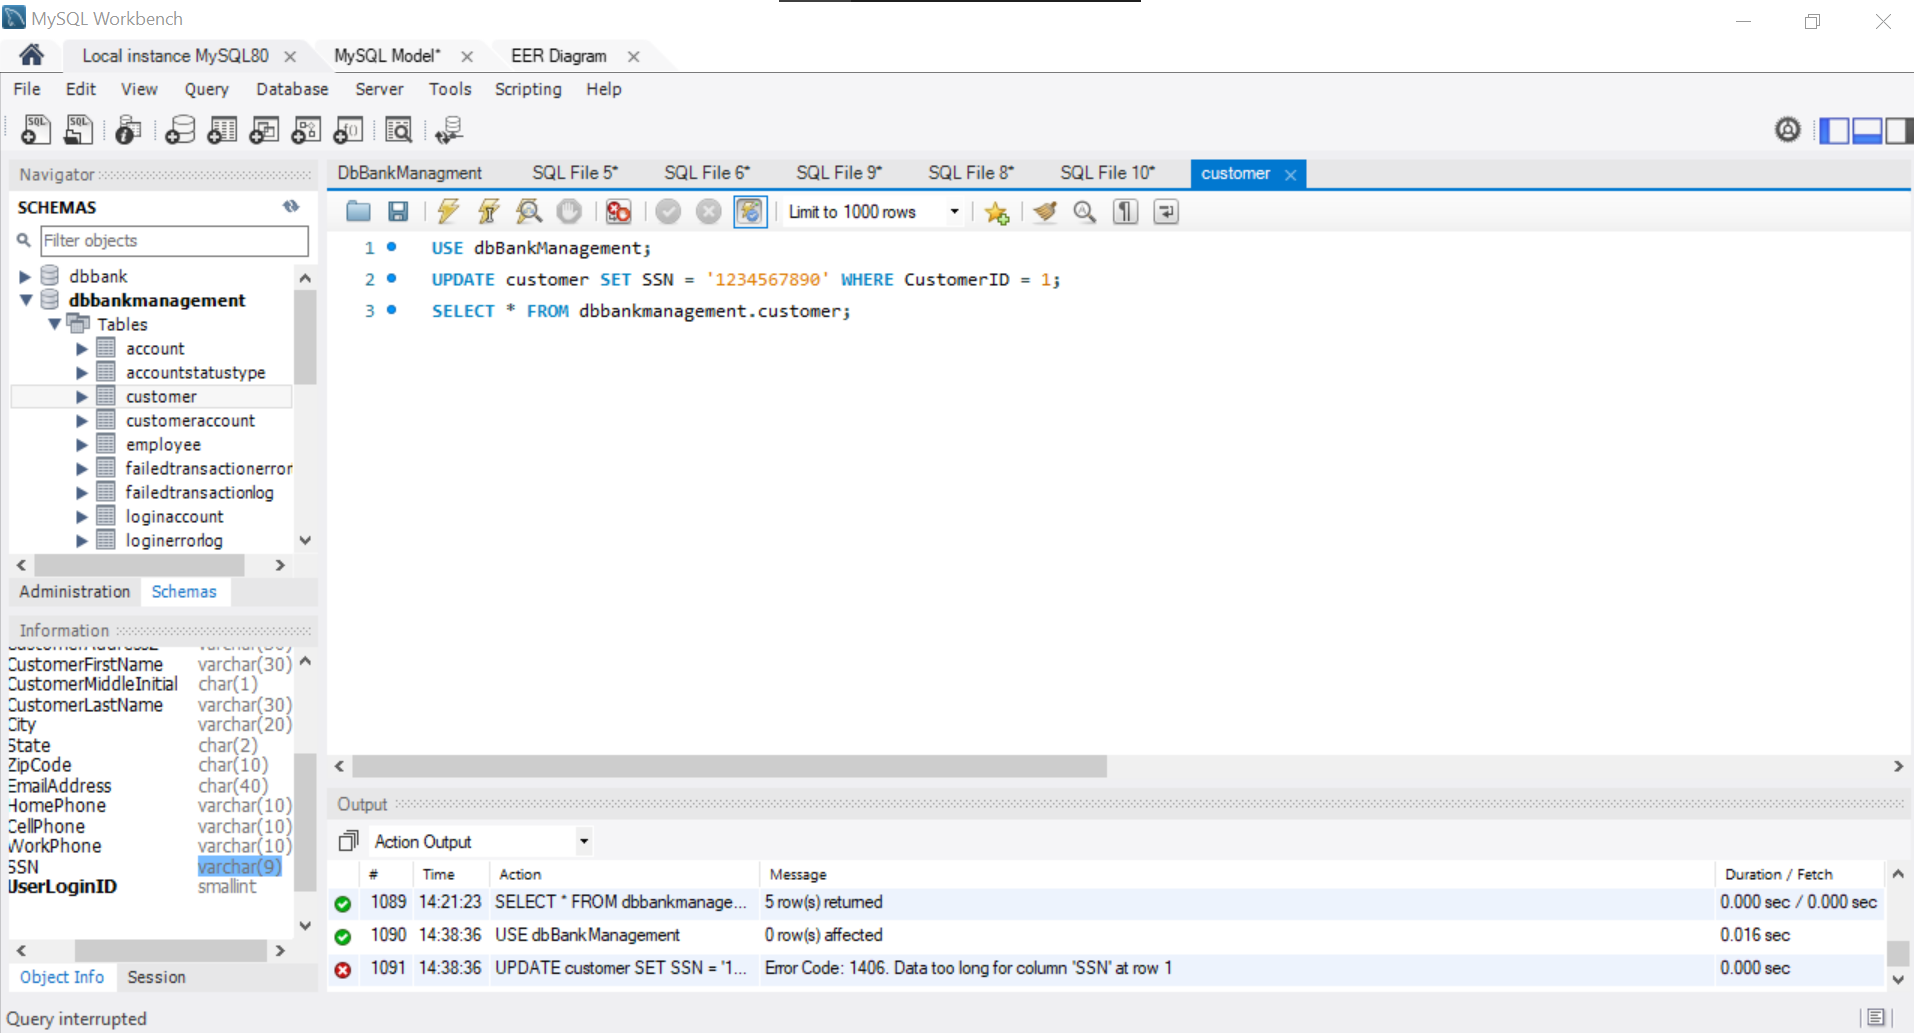 MySQL Workbench
Local instance MySQL80 MySQL Model* EER Diagram
File Edit View Query Database Server Tools Scripting Help
Navigator
SCHEMAS
Filter objects
dbbank
dbbankmanagement
Tables
account
accountstatustype
customer
customeraccount
employee
failedtransactionerror
failedtransactionlog
loginaccount
loginerrorlog
Administration Schemas
Information
CustomerFirstName varchar(30)
CustomerMiddleInitial char(1)
CustomerLastName varchar(30)
City varchar(20)
State char(2)
ZipCode char(10)
EmailAddress char(40)
HomePhone varchar(10)
CellPhone varchar(10)
WorkPhone varchar(10)
SSN varchar(9)
UserLoginID smallint
Object Info Session
DbBankManagment SQL File 5* SQL File 6* SQL File 9* SQL File 8* SQL File 10* customer
Limit to 1000 rows
1 USE dbBankManagement;
2 UPDATE customer SET SSN = '1234567890' WHERE CustomerID = 1;
3 SELECT * FROM dbbankmanagement.customer;
Output
Action Output
# Time Action Message Duration / Fetch
1089 14:21:23 SELECT * FROM dbbankmanage... 5 row(s) returned 0.000 sec / 0.000 sec
1090 14:38:36 USE dbBankManagement 0 row(s) affected 0.016 sec
1091 14:38:36 UPDATE customer SET SSN = '1... Error Code: 1406. Data too long for column 'SSN' at row 1 0.000 sec
Query interrupted